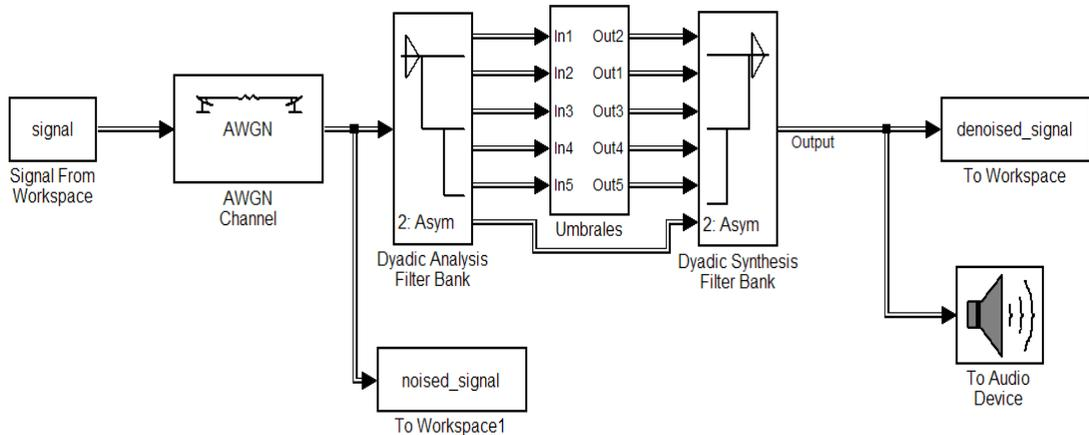 signal
Signal From
Workspace
AWGN
AWGN
Channel
2: Asym
Dyadic Analysis
Filter Bank
In1
Out2
In2
Out1
In3
Out3
In4
Out4
In5
Out5
Umbrales
2: Asym
Dyadic Synthesis
Filter Bank
Output
denoised_signal
To Workspace
noised_signal
To Workspace1
To Audio
Device